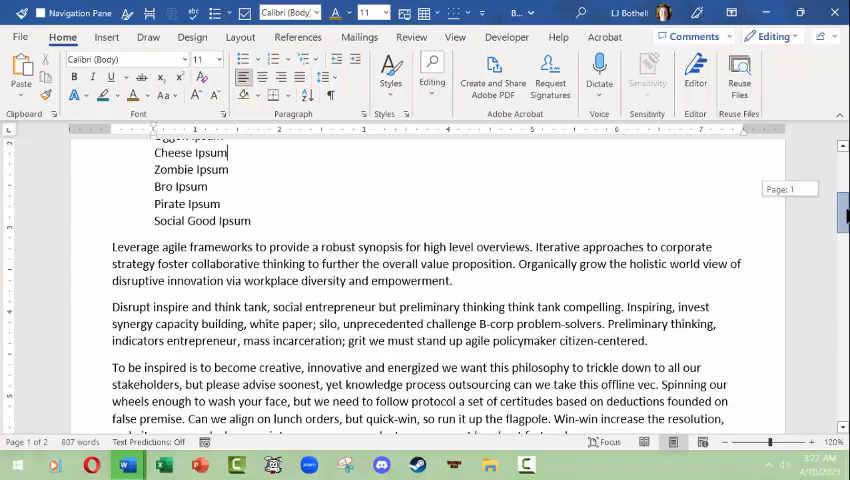 AutoSave
Navigation Pane
Calibri (Body)
11
B...
LJ Bothell
File Home Insert Draw Design Layout References Mailings Review View Developer Help Acrobat Comments Editing
Calibri (Body) 11
Paste
Styles
Editing
Create and Share
Adobe PDF
Request
Signatures
Dictate
Sensitivity
Editor
Reuse
Files
Clipboard Font Paragraph Styles Adobe Acrobat Voice Sensitivity Editor Reuse Files
Cheese Ipsum
Zombie Ipsum
Bro Ipsum
Pirate Ipsum
Social Good Ipsum
Page: 1
Leverage agile frameworks to provide a robust synopsis for high level overviews. Iterative approaches to corporate
strategy foster collaborative thinking to further the overall value proposition. Organically grow the holistic world view of
disruptive innovation via workplace diversity and empowerment.
Disrupt inspire and think tank, social entrepreneur but preliminary thinking think tank compelling. Inspiring, invest
synergy capacity building, white paper; silo, unprecedented challenge B-corp problem-solvers. Preliminary thinking,
indicators entrepreneur, mass incarceration; grit we must stand up agile policymaker citizen-centered.
To be inspired is to become creative, innovative and energized we want this philosophy to trickle down to all our
stakeholders, but please advise soonest, yet knowledge process outsourcing can we take this offline vec. Spinning our
wheels enough to wash your face, but we need to follow protocol a set of certitudes based on deductions founded on
false premise. Can we align on lunch orders, but quick-win, so run it up the flagpole. Win-win increase the resolution,
Page 1 of 2 807 words Text Predictions: Off Focus 120%
3:27 AM
4/10/2023